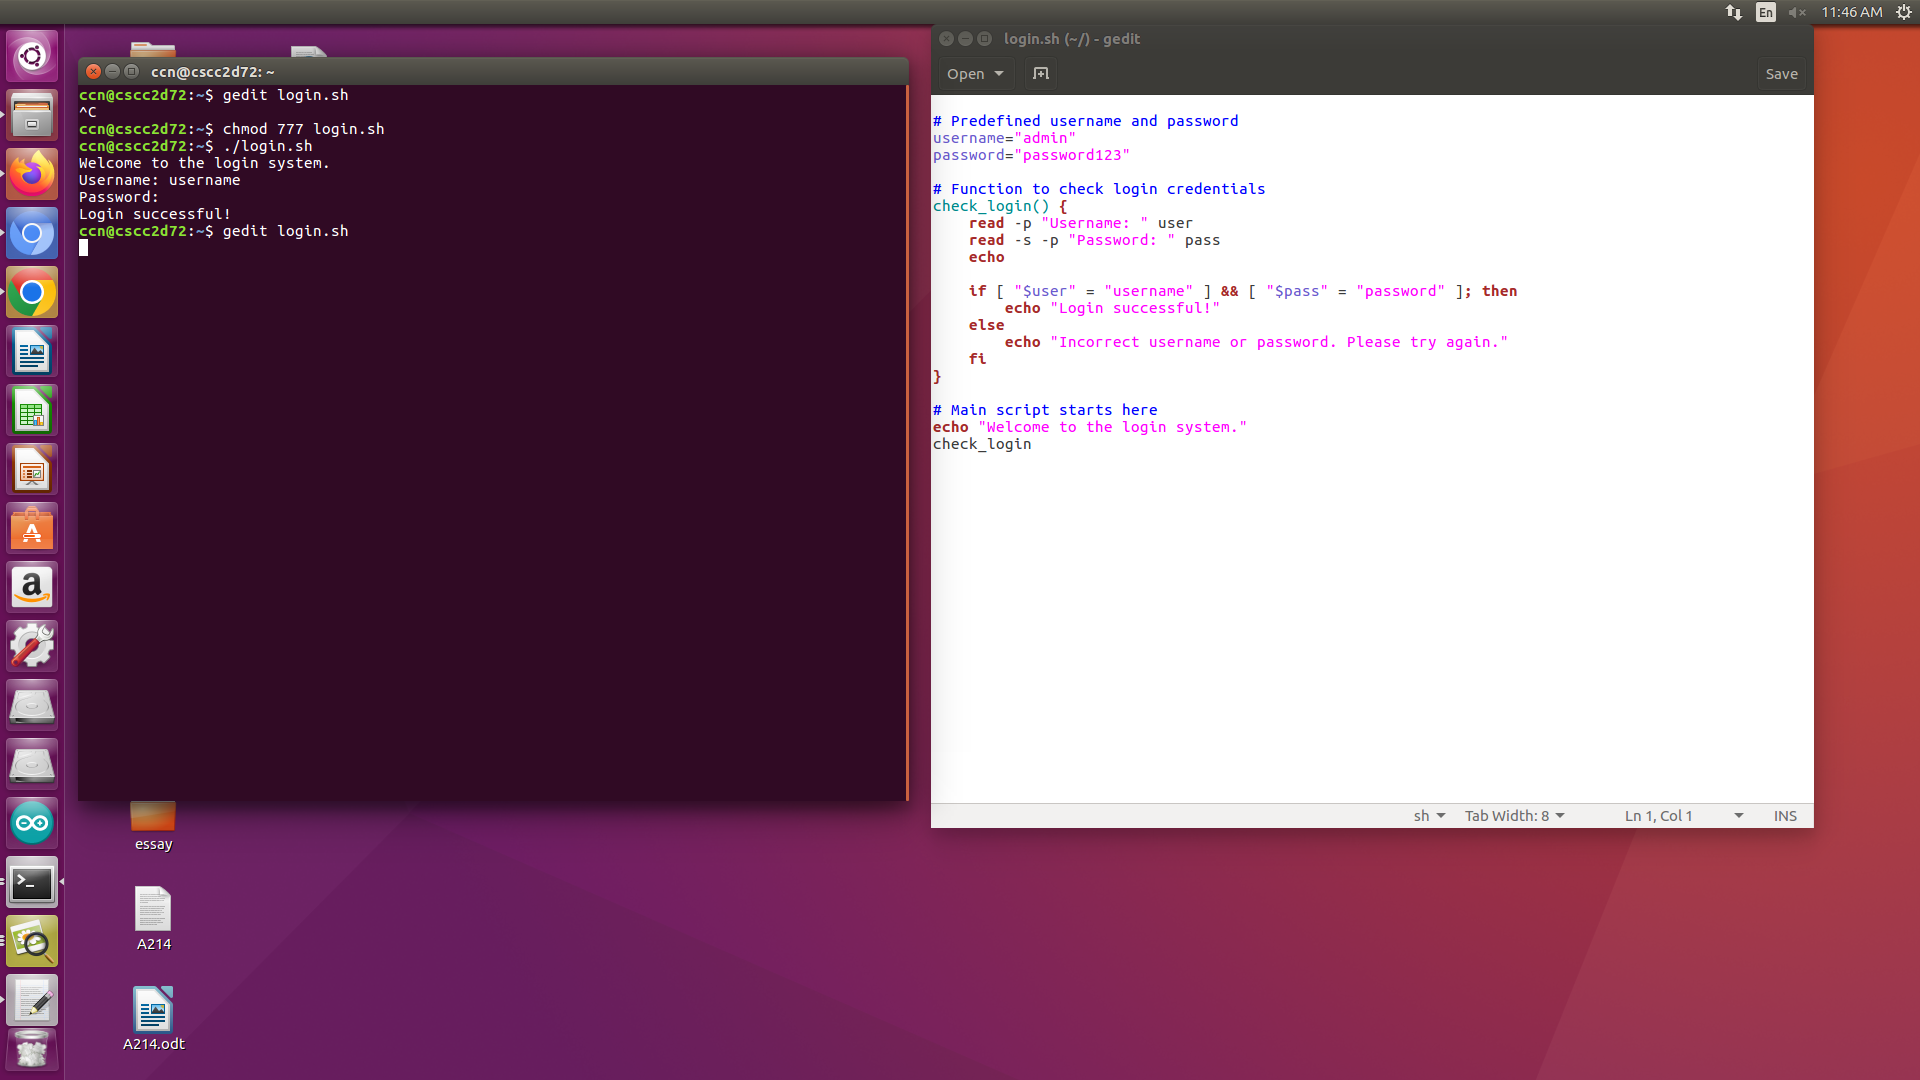 En
11:46 AM
ccn@cscc2d72: ~
ccn@cscc2d72:~$ gedit login.sh
^C
ccn@cscc2d72:~$ chmod 777 login.sh
ccn@cscc2d72:~$ ./login.sh
Welcome to the login system.
Username: username
Password:
Login successful!
ccn@cscc2d72:~$ gedit login.sh
login.sh (~/) - gedit
Open
Save
# Predefined username and password
username="admin"
password="password123"
# Function to check login credentials
check_login() {
    read -p "Username: " user
    read -s -p "Password: " pass
    echo
    if [ "$user" = "username" ] && [ "$pass" = "password" ]; then
        echo "Login successful!"
    else
        echo "Incorrect username or password. Please try again."
    fi
}
# Main script starts here
echo "Welcome to the login system."
check_login
sh Tab Width: 8 Ln 1, Col 1 INS
essay
A214
A214.odt